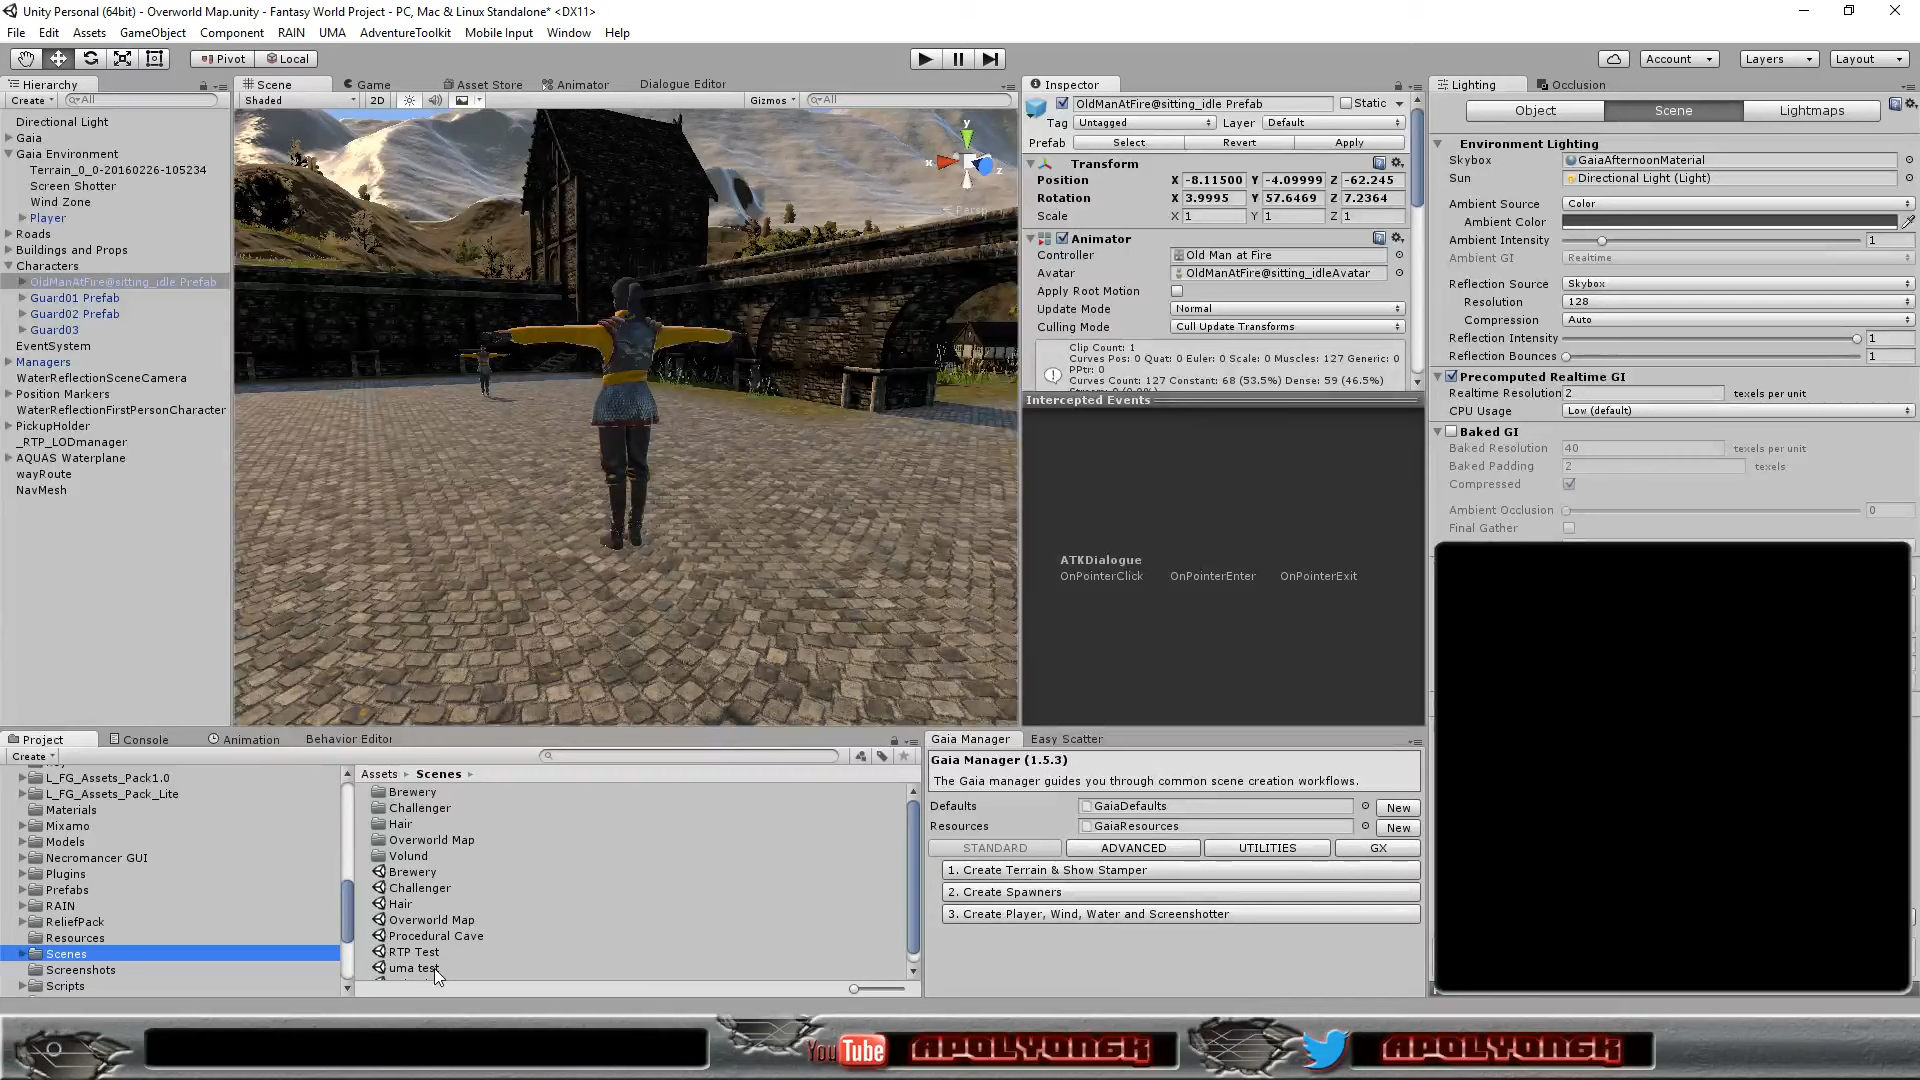 Unity Personal (64bit) - Overworld Map.unity - Fantasy World Project - PC, Mac & Linux Standalone* <DX11>
File Edit Assets GameObject Component RAIN UMA AdventureToolkit Mobile Input Window Help
Pivot Local Account Layers Layout
Hierarchy Scene Game Asset Store Animator Dialogue Editor Inspector Lighting Occlusion
Create All Shaded 2D Gizmos All
Directional Light
Gaia
Gaia Environment
Terrain_0_0-20160226-105234
Screen Shotter
Wind Zone
Player
Roads
Buildings and Props
Characters
OldManAtFire@sitting_idle Prefab
Guard01 Prefab
Guard02 Prefab
Guard03
EventSystem
Managers
WaterReflectionSceneCamera
Position Markers
WaterReflectionFirstPersonCharacter
PickupHolder
_RTP_LODmanager
AQUAS Waterplane
wayRoute
NavMesh
y
x
z
Persp
OldManAtFire@sitting_idle Prefab Static
Tag Untagged Layer Default
Prefab Select Revert Apply
Transform
Position X -8.11500 Y -4.09999 Z -62.245
Rotation X 3.9995 Y 57.6469 Z 7.2364
Scale X 1 Y 1 Z 1
Animator
Controller Old Man at Fire
Avatar OldManAtFire@sitting_idleAvatar
Apply Root Motion
Update Mode Normal
Culling Mode Cull Update Transforms
Clip Count: 1
Curves Pos: 0 Quat: 0 Euler: 0 Scale: 0 Muscles: 127 Generic: 0
PPtr: 0
Curves Count: 127 Constant: 68 (53.5%) Dense: 59 (46.5%)
Intercepted Events
ATKDialogue
OnPointerClick OnPointerEnter OnPointerExit
Object Scene Lightmaps
Environment Lighting
Skybox GaiaAfternoonMaterial
Sun Directional Light (Light)
Ambient Source Color
Ambient Color
Ambient Intensity 1
Ambient GI Realtime
Reflection Source Skybox
Resolution 128
Compression Auto
Reflection Intensity 1
Reflection Bounces 1
Precomputed Realtime GI
Realtime Resolution 2 texels per unit
CPU Usage Low (default)
Baked GI
Baked Resolution 40 texels per unit
Baked Padding 2 texels
Compressed
Ambient Occlusion 0
Final Gather
Project Console Animation Behavior Editor
Create
L_FG_Assets_Pack1.0
L_FG_Assets_Pack_Lite
Materials
Mixamo
Models
Necromancer GUI
Plugins
Prefabs
RAIN
ReliefPack
Resources
Scenes
Screenshots
Scripts
Assets Scenes
Brewery
Challenger
Hair
Overworld Map
Volund
Brewery
Challenger
Hair
Overworld Map
Procedural Cave
RTP Test
uma test
Gaia Manager Easy Scatter
Gaia Manager (1.5.3)
The Gaia manager guides you through common scene creation workflows.
Defaults GaiaDefaults New
Resources GaiaResources New
STANDARD ADVANCED UTILITIES GX
1. Create Terrain & Show Stamper
2. Create Spawners
3. Create Player, Wind, Water and Screenshotter
YouTube APOLYON6K APOLYON6K